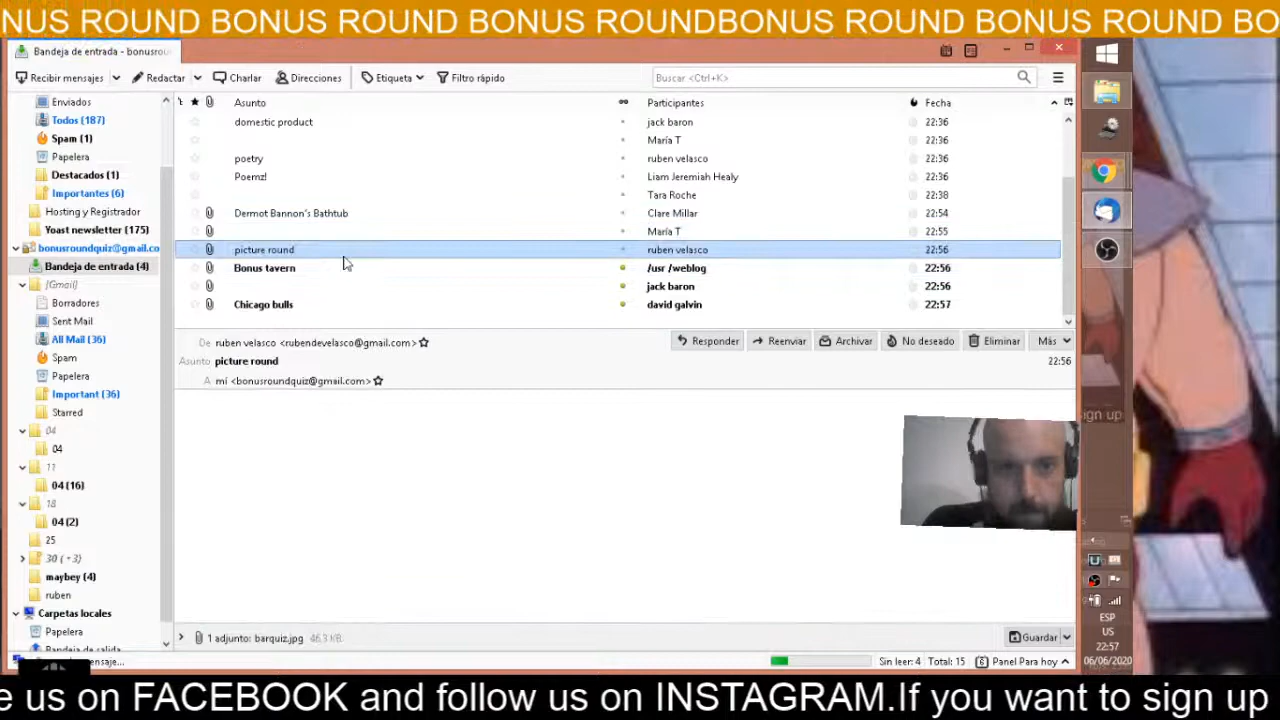 NUS ROUND BONUS ROUND BONUS ROUNDBONUS ROUND BONUS ROUND BO
Bandeja de entrada - bonusrou
Recibir mensajes Redactar Charlar Direcciones Etiqueta Filtro rápido Buscar <Ctrl+K>
Enviados
Todos (187)
Spam (1)
Papelera
Destacados (1)
Importantes (6)
Hosting y Registrador
Yoast newsletter (175)
bonusroundquiz@gmail.co
Bandeja de entrada (4)
[Gmail]
Borradores
Sent Mail
All Mail (36)
Spam
Papelera
Important (36)
Starred
04
04
11
04 (16)
18
04 (2)
25
30 (+3)
maybey (4)
ruben
Carpetas locales
Papelera
Bandeja de salida
Asunto Participantes Fecha
domestic product jack baron 22:36
María T 22:36
poetry ruben velasco 22:36
Poemz! Liam Jeremiah Healy 22:36
Tara Roche 22:38
Dermot Bannon's Bathtub Clare Millar 22:54
María T 22:55
picture round ruben velasco 22:56
Bonus tavern /usr /weblog 22:56
jack baron 22:56
Chicago bulls david galvin 22:57
De ruben velasco <rubendevelasco@gmail.com> Responder Reenviar Archivar No deseado Eliminar Más
Asunto picture round 22:56
A mí <bonusroundquiz@gmail.com>
1 adjunto: barquiz.jpg 46.3 KB Guardar
mensaje... Sin leer: 4 Total: 15 6 Panel Para hoy
ign up
ESP
US
22:57
06/06/2020
e us on FACEBOOK and follow us on INSTAGRAM.If you want to sign up